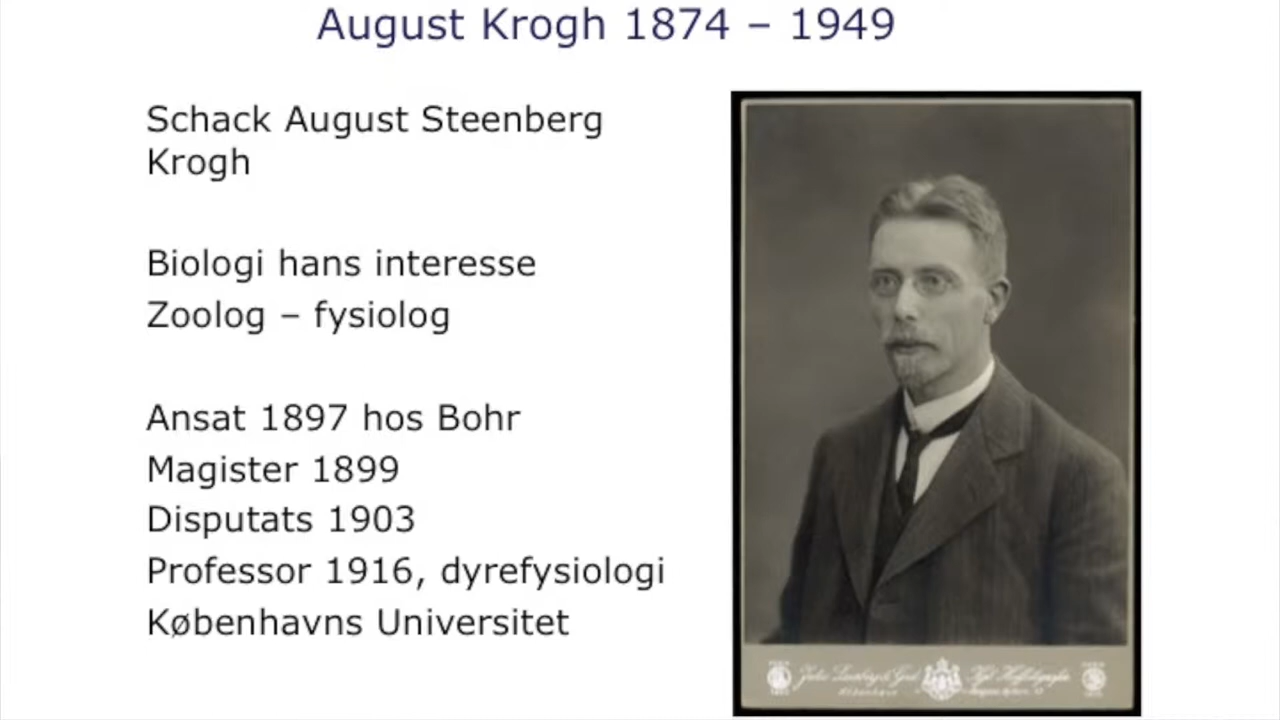 August Krogh 1874 – 1949
Schack August Steenberg
Krogh
Biologi hans interesse
Zoolog – fysiolog
Ansat 1897 hos Bohr
Magister 1899
Disputats 1903
Professor 1916, dyrefysiologi
Københavns Universitet